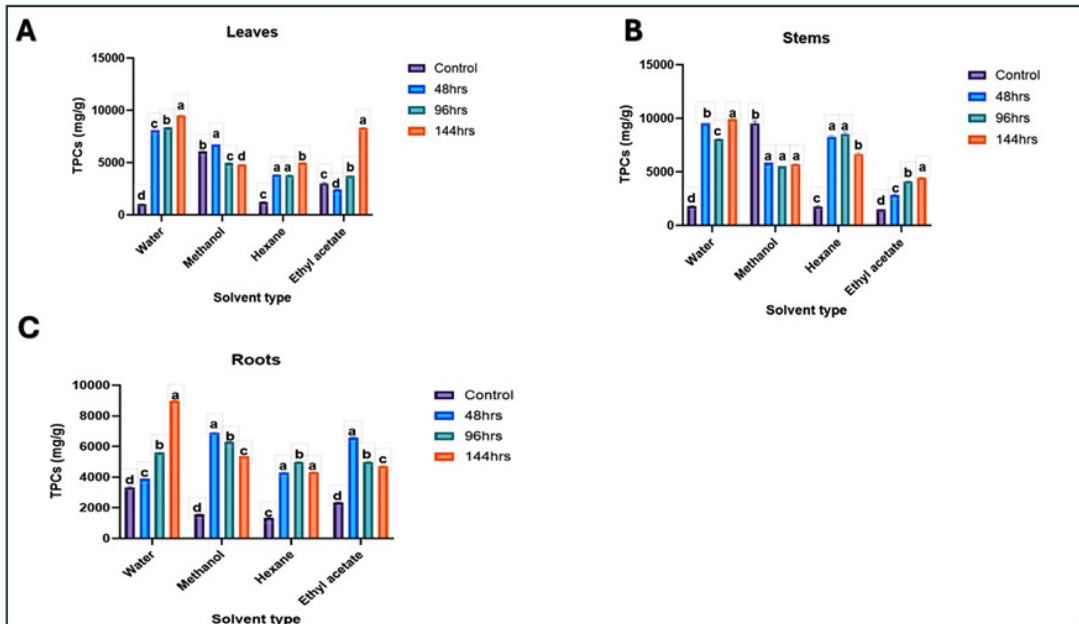 A
Leaves
15000
10000
5000
0
TPCs (mg/g)
d c b a
b a c d
c a a b
c d b a
Water
Methanol
Hexane
Ethyl acetate
Solvent type
Control
48hrs
96hrs
144hrs
B
Stems
15000
10000
5000
0
TPCs (mg/g)
d a c a
b a a a
c a a b
d c b a
Water
Methanol
Hexane
Ethyl acetate
Solvent type
Control
48hrs
96hrs
144hrs
C
Roots
10000
8000
6000
4000
2000
0
TPCs (mg/g)
d c b a
d a b c
c a b a
d a b c
Water
Methanol
Hexane
Ethyl acetate
Solvent type
Control
48hrs
96hrs
144hrs